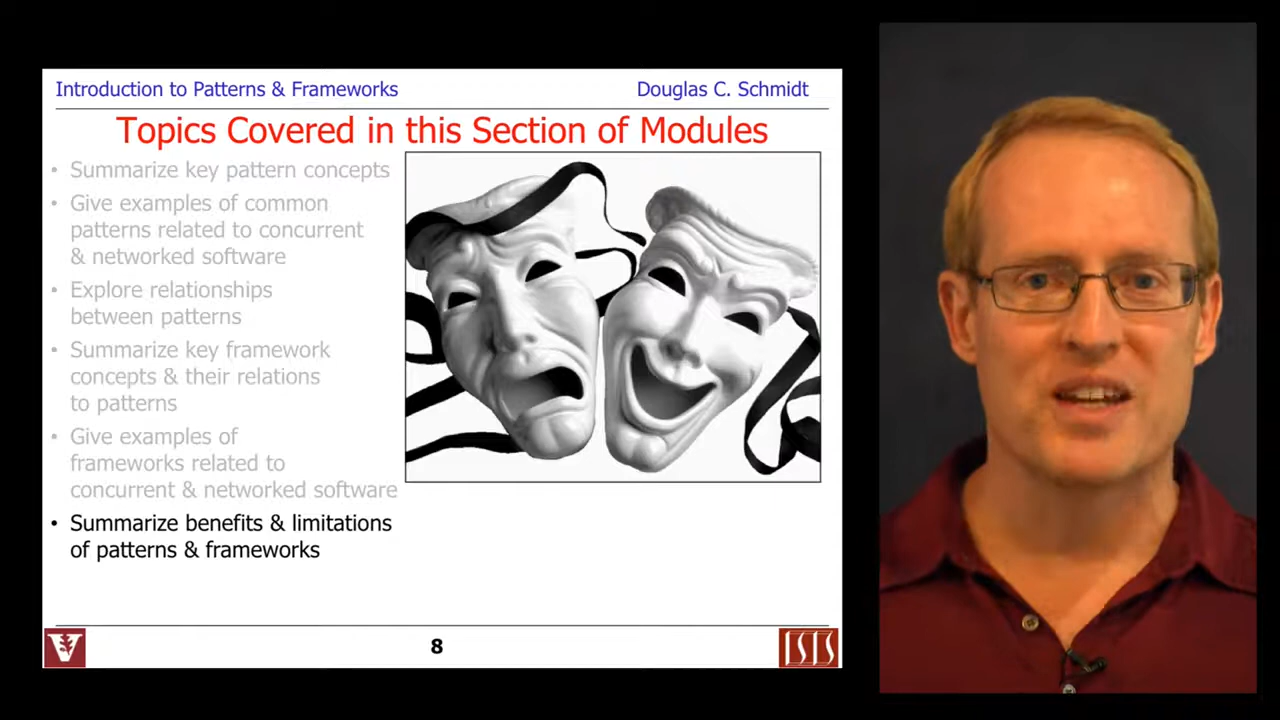 Introduction to Patterns & Frameworks
Douglas C. Schmidt
Topics Covered in this Section of Modules
• Summarize key pattern concepts
• Give examples of common
patterns related to concurrent
& networked software
• Explore relationships
between patterns
• Summarize key framework
concepts & their relations
to patterns
• Give examples of
frameworks related to
concurrent & networked software
• Summarize benefits & limitations
of patterns & frameworks
V
8
ISIS